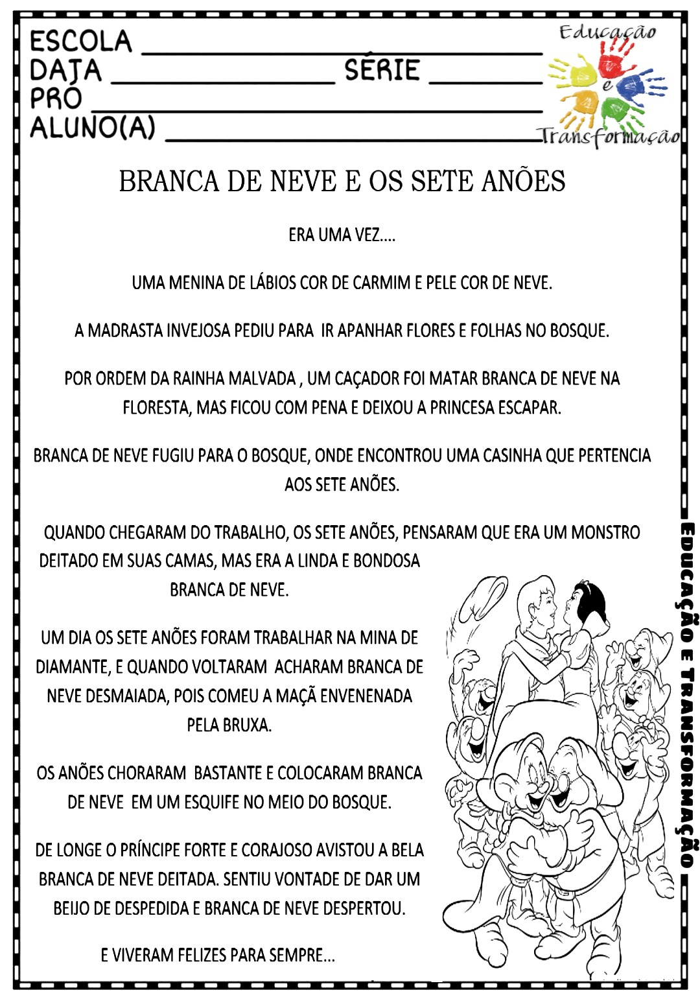 ESCOLA
DATA SÉRIE
PRÓ
ALUNO(A)
Educação
e
Transformação
BRANCA DE NEVE E OS SETE ANÕES
ERA UMA VEZ....
UMA MENINA DE LÁBIOS COR DE CARMIM E PELE COR DE NEVE.
A MADRASTA INVEJOSA PEDIU PARA IR APANHAR FLORES E FOLHAS NO BOSQUE.
POR ORDEM DA RAINHA MALVADA , UM CAÇADOR FOI MATAR BRANCA DE NEVE NA
FLORESTA, MAS FICOU COM PENA E DEIXOU A PRINCESA ESCAPAR.
BRANCA DE NEVE FUGIU PARA O BOSQUE, ONDE ENCONTROU UMA CASINHA QUE PERTENCIA
AOS SETE ANÕES.
QUANDO CHEGARAM DO TRABALHO, OS SETE ANÕES, PENSARAM QUE ERA UM MONSTRO
DEITADO EM SUAS CAMAS, MAS ERA A LINDA E BONDOSA
BRANCA DE NEVE.
UM DIA OS SETE ANÕES FORAM TRABALHAR NA MINA DE
DIAMANTE, E QUANDO VOLTARAM ACHARAM BRANCA DE
NEVE DESMAIADA, POIS COMEU A MAÇÃ ENVENENADA
PELA BRUXA.
OS ANÕES CHORARAM BASTANTE E COLOCARAM BRANCA
DE NEVE EM UM ESQUIFE NO MEIO DO BOSQUE.
DE LONGE O PRÍNCIPE FORTE E CORAJOSO AVISTOU A BELA
BRANCA DE NEVE DEITADA. SENTIU VONTADE DE DAR UM
BEIJO DE DESPEDIDA E BRANCA DE NEVE DESPERTOU.
E VIVERAM FELIZES PARA SEMPRE...
EDUCAÇÃO E TRANSFORMAÇÃO